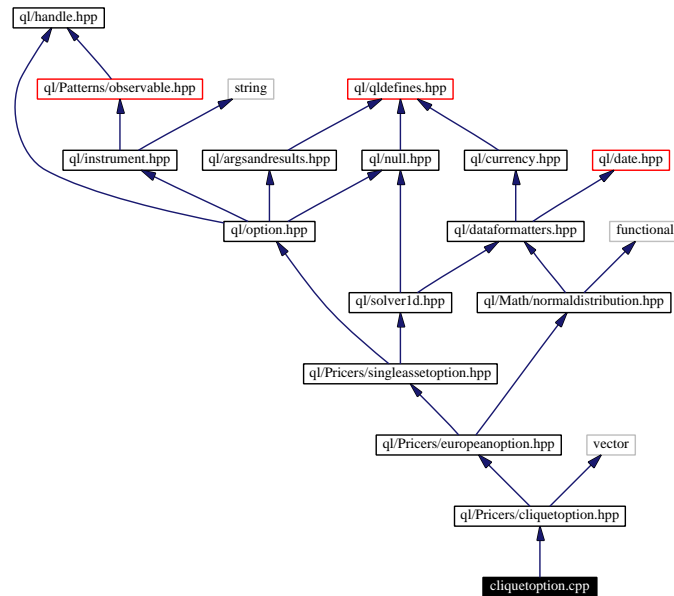 ql/handle.hpp
ql/Patterns/observable.hpp
string
ql/qldefines.hpp
ql/instrument.hpp
ql/argsandresults.hpp
ql/null.hpp
ql/currency.hpp
ql/date.hpp
ql/option.hpp
ql/dataformatters.hpp
functional
ql/solver1d.hpp
ql/Math/normaldistribution.hpp
ql/Pricers/singleassetoption.hpp
ql/Pricers/europeanoption.hpp
vector
ql/Pricers/cliquetoption.hpp
cliquetoption.cpp